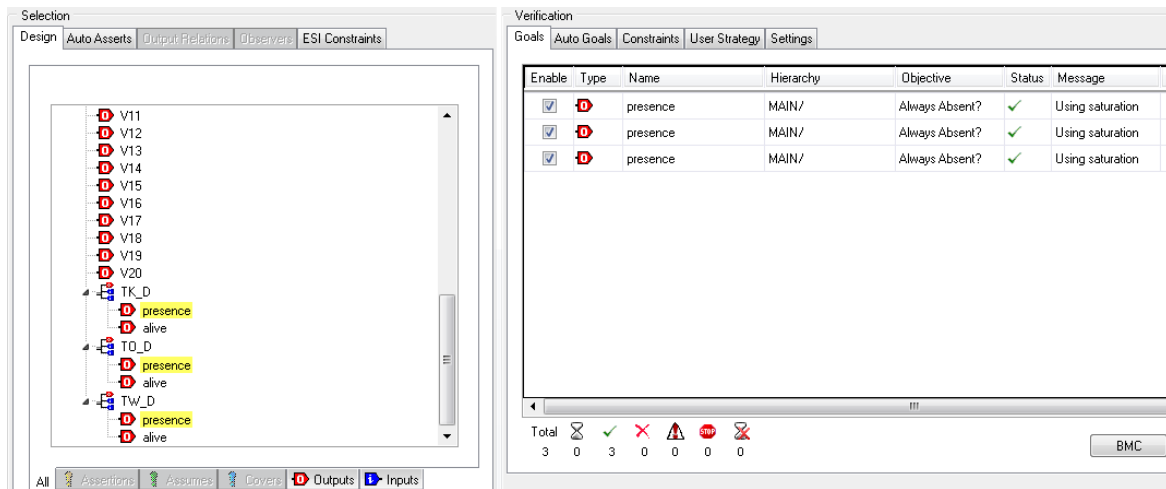 Selection
Design Auto Asserts Output Relations Observers ESI Constraints
V11
V12
V13
V14
V15
V16
V17
V18
V19
V20
TK_D
presence
alive
TO_D
presence
alive
TW_D
presence
alive
All Assertions Assumes Covers Outputs Inputs
Verification
Goals Auto Goals Constraints User Strategy Settings
Enable Type Name Hierarchy Objective Status Message
presence MAIN/ Always Absent? Using saturation
presence MAIN/ Always Absent? Using saturation
presence MAIN/ Always Absent? Using saturation
Total
STOP
3 0 3 0 0 0 0
BMC